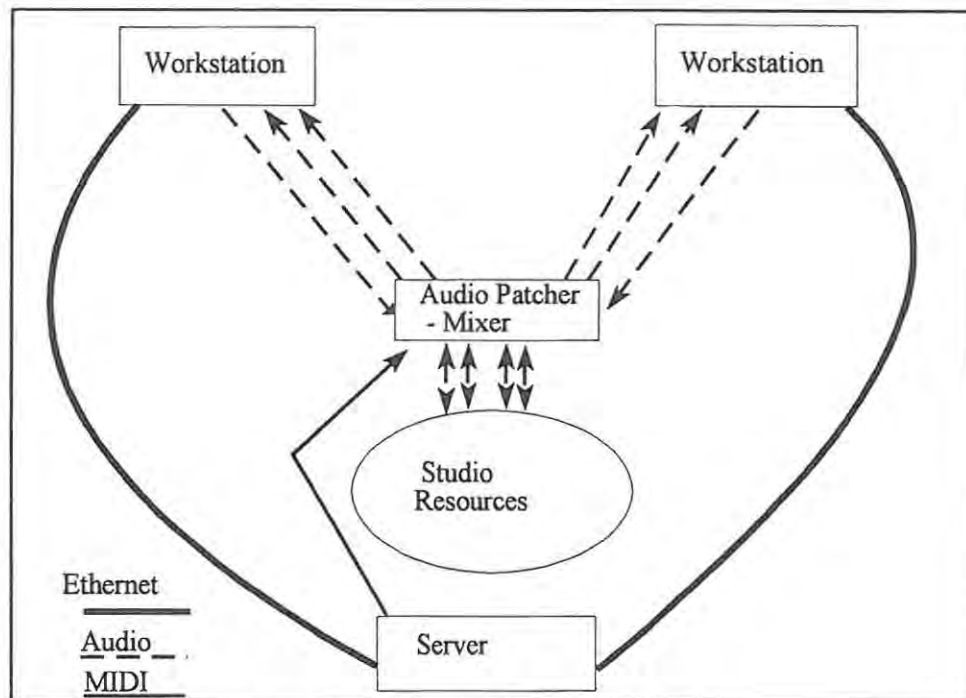 Workstation
Workstation
Audio Patcher
- Mixer
Studio
Resources
Ethernet
Audio
MIDI
Server